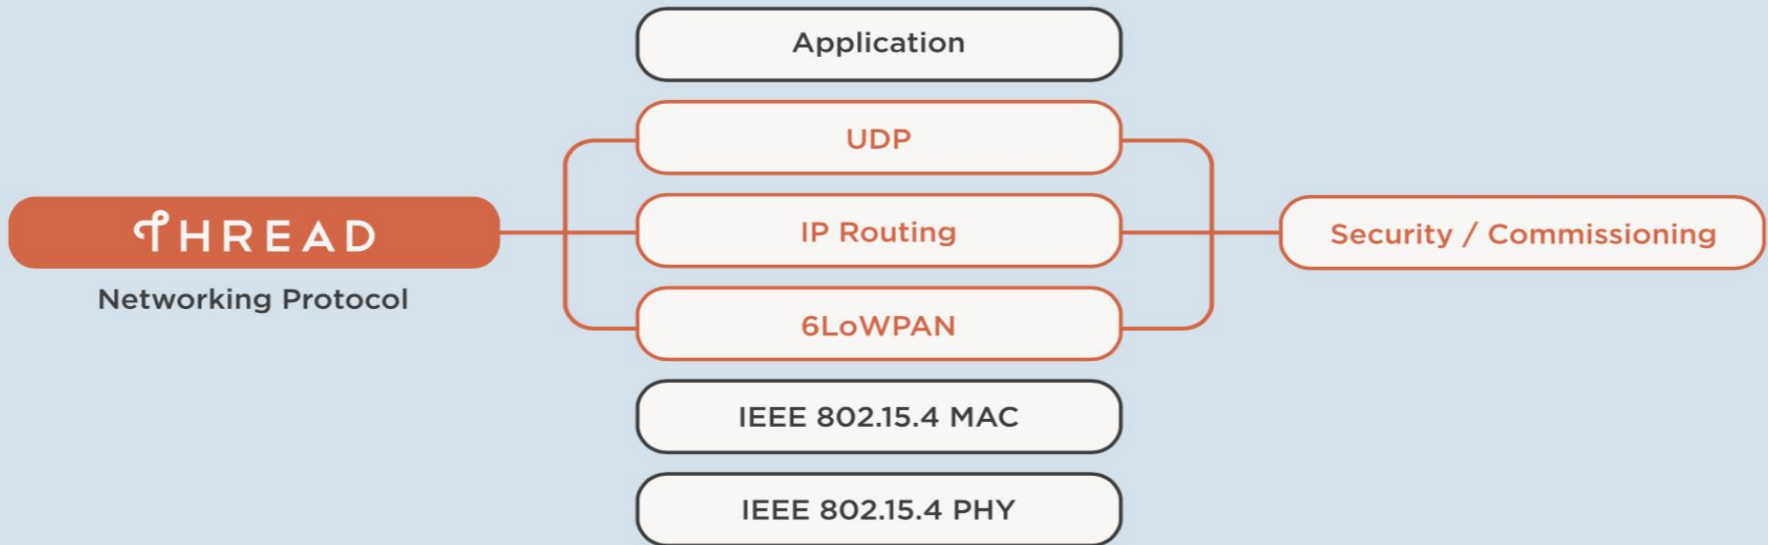 Application
UDP
THREAD
IP Routing
Security / Commissioning
Networking Protocol
6LoWPAN
IEEE 802.15.4 MAC
IEEE 802.15.4 PHY